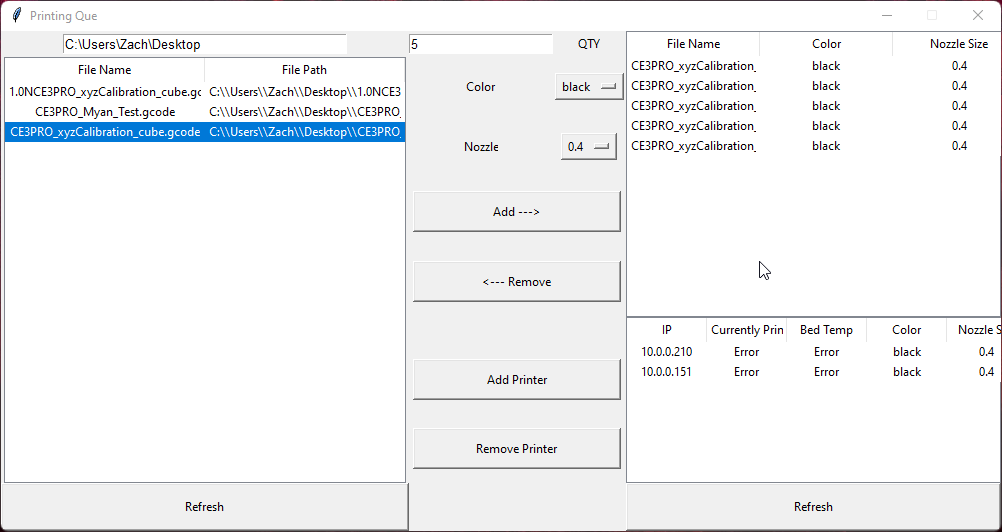 Printing Que
C:\Users\Zach\Desktop
File Name File Path
1.0NCE3PRO_xyzCalibration_cube.gc C:\\Users\\Zach\\Desktop\\1.0NCE3
CE3PRO_Myan_Test.gcode C:\\Users\\Zach\\Desktop\\CE3PRO_
CE3PRO_xyzCalibration_cube.gcode C:\\Users\\Zach\\Desktop\\CE3PRO_
Refresh
5 QTY
Color black
Nozzle 0.4
Add --->
<--- Remove
Add Printer
Remove Printer
File Name Color Nozzle Size
CE3PRO_xyzCalibration_ black 0.4
CE3PRO_xyzCalibration_ black 0.4
CE3PRO_xyzCalibration_ black 0.4
CE3PRO_xyzCalibration_ black 0.4
CE3PRO_xyzCalibration_ black 0.4
IP Currently Prin Bed Temp Color Nozzle S
10.0.0.210 Error Error black 0.4
10.0.0.151 Error Error black 0.4
Refresh